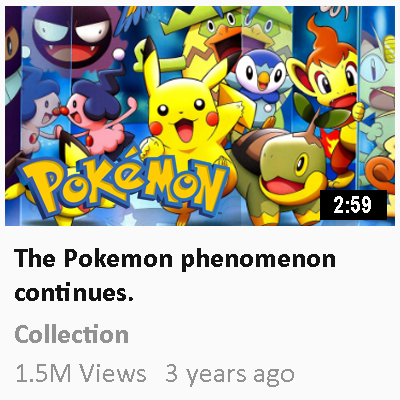 POKéMON
2:59
The Pokemon phenomenon
continues.
Collection
1.5M Views 3 years ago